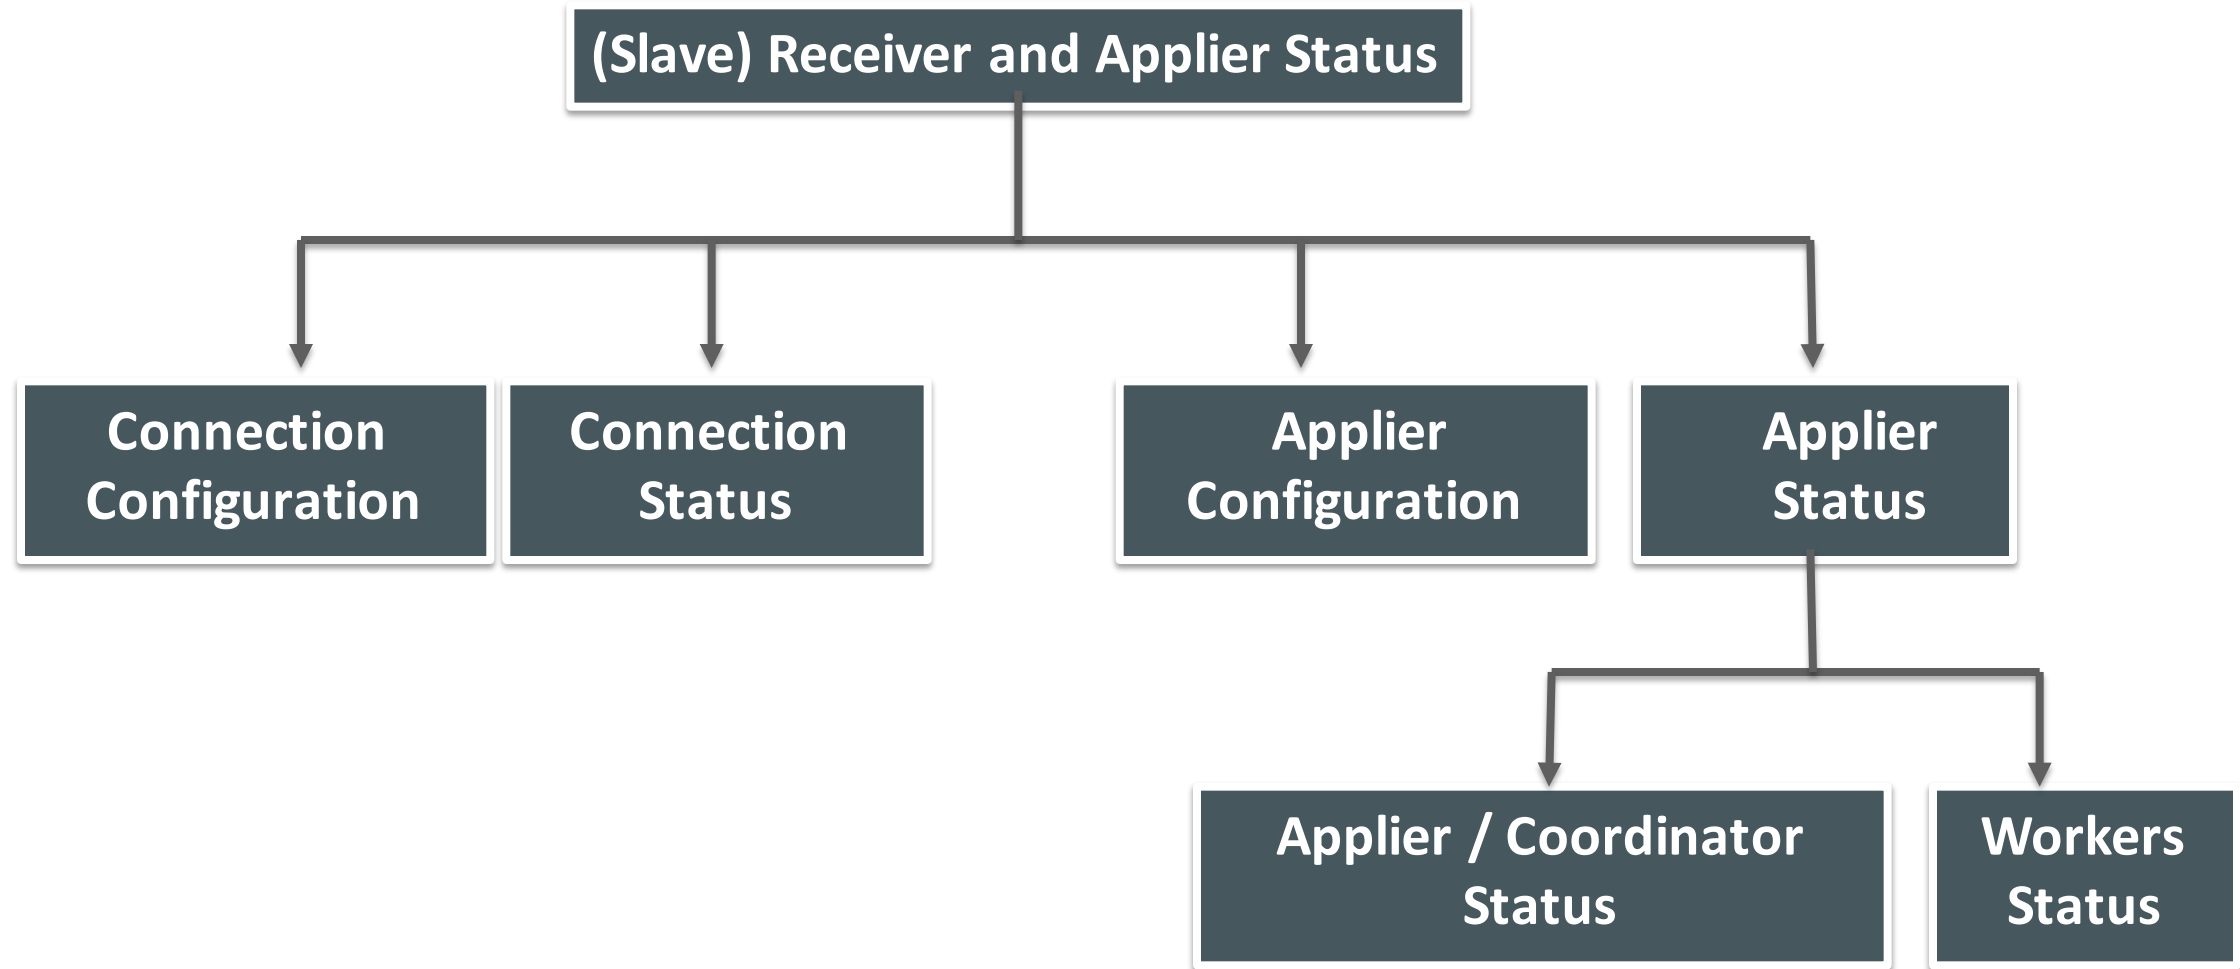 (Slave) Receiver and Applier Status
Connection
Configuration
Connection
Status
Applier
Configuration
Applier
Status
Applier / Coordinator
Status
Workers
Status